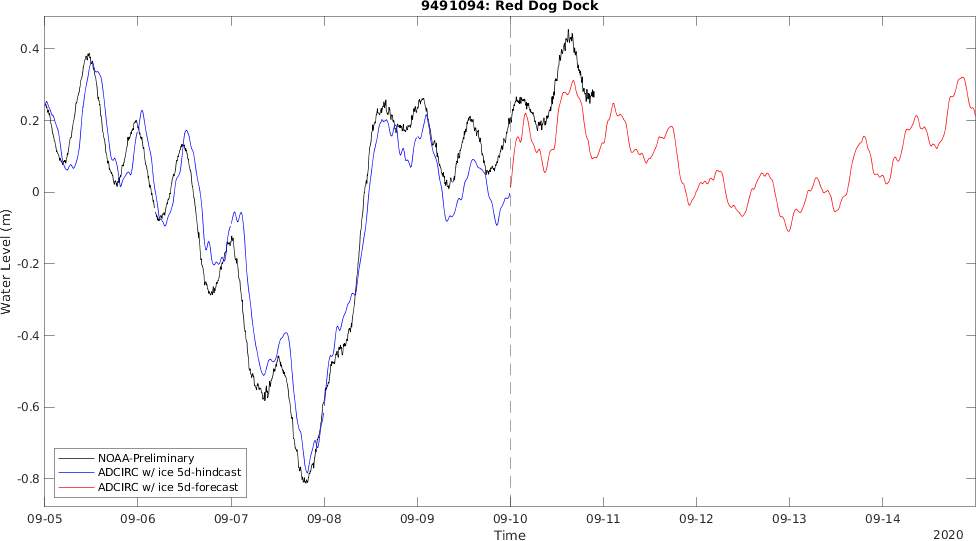 9491094: Red Dog Dock
Water Level (m)
0.4
0.2
0
-0.2
-0.4
-0.6
-0.8
NOAA-Preliminary
ADCIRC w/ ice 5d-hindcast
ADCIRC w/ ice 5d-forecast
09-05 09-06 09-07 09-08 09-09 09-10 09-11 09-12 09-13 09-14
Time
2020